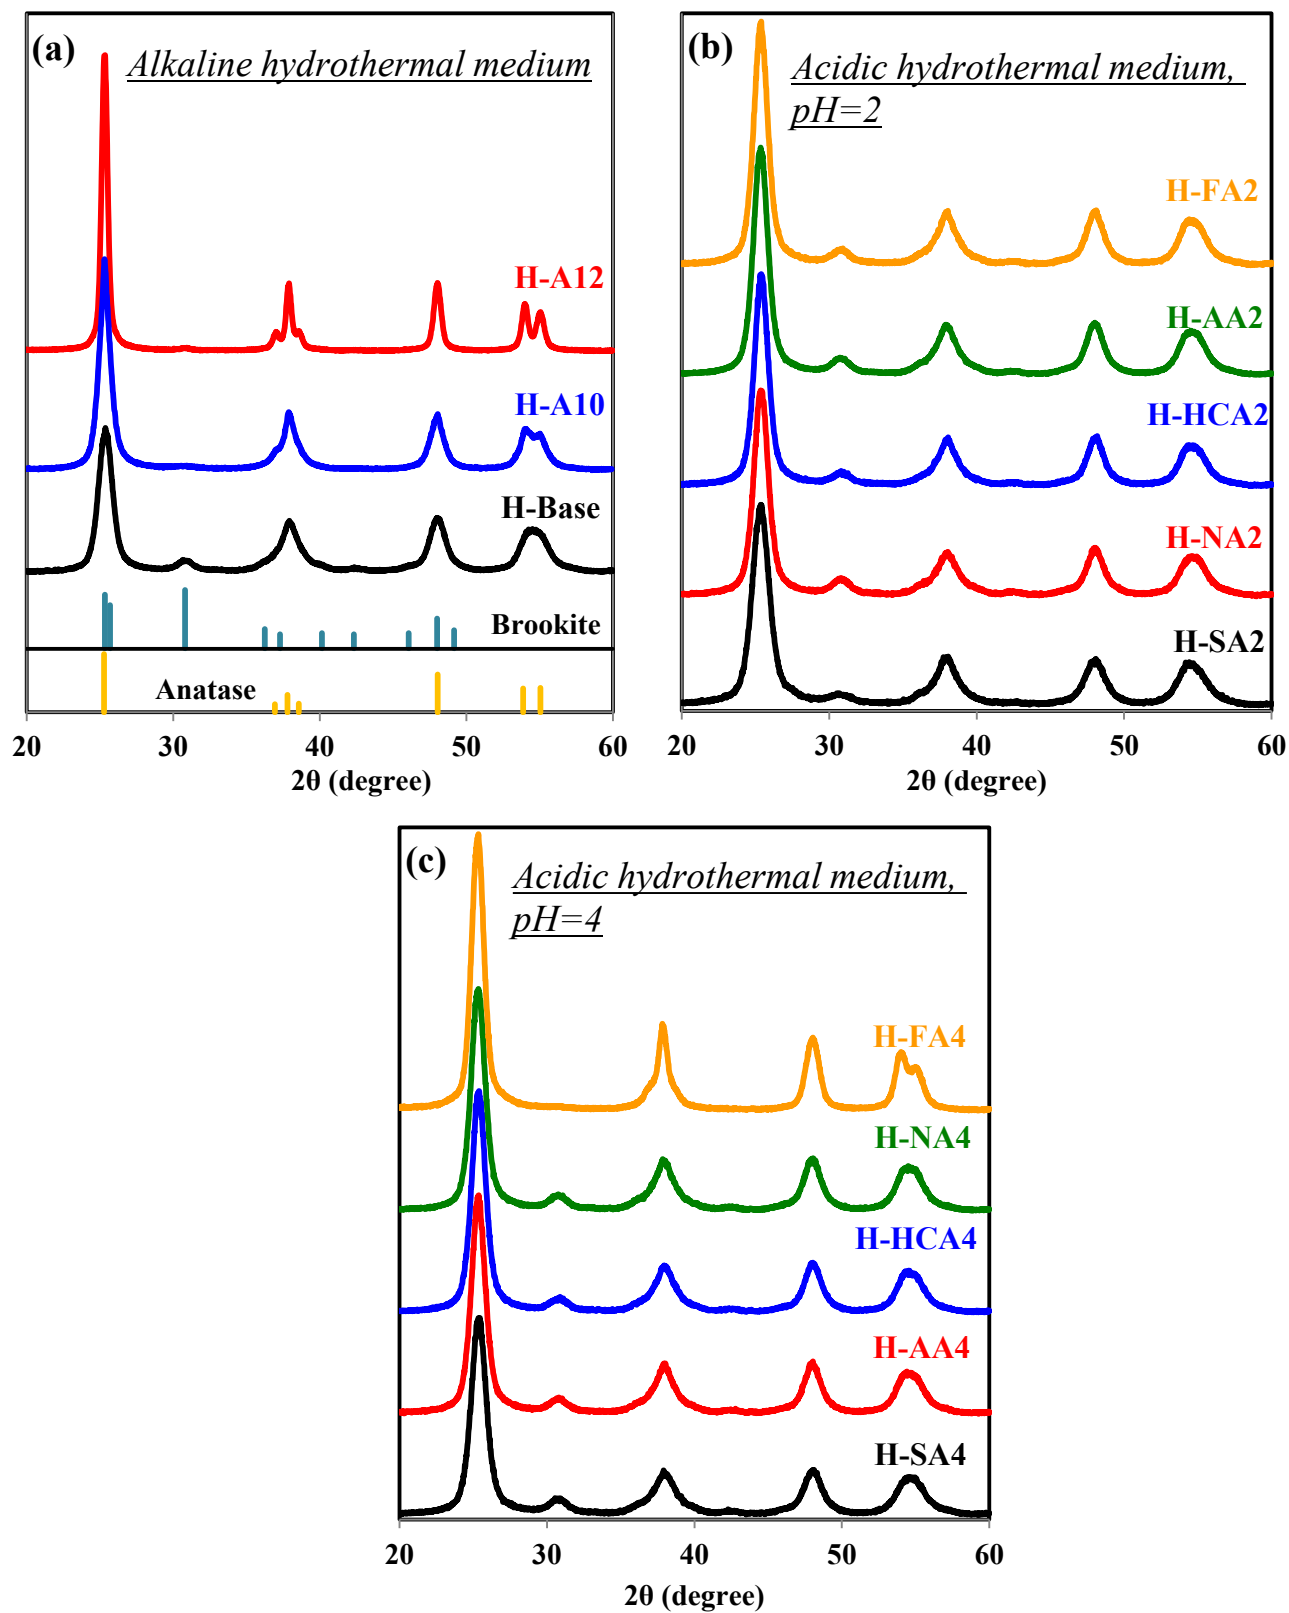 (a)
Alkaline hydrothermal medium
H-A12
H-A10
H-Base
Brookite
Anatase
20 30 40 50 60
2θ (degree)
(b)
Acidic hydrothermal medium,
pH=2
H-FA2
H-AA2
H-HCA2
H-NA2
H-SA2
20 30 40 50 60
2θ (degree)
(c)
Acidic hydrothermal medium,
pH=4
H-FA4
H-NA4
H-HCA4
H-AA4
H-SA4
20 30 40 50 60
2θ (degree)